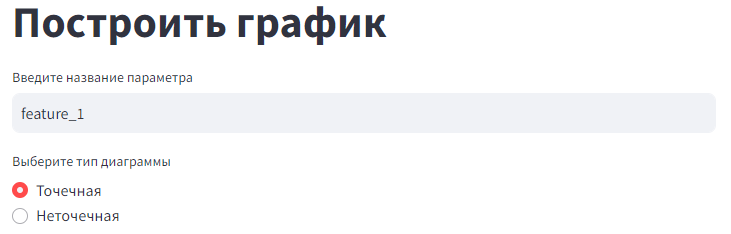 Построить график
Введите название параметра
feature_1
Выберите тип диаграммы
Точечная
Неточечная